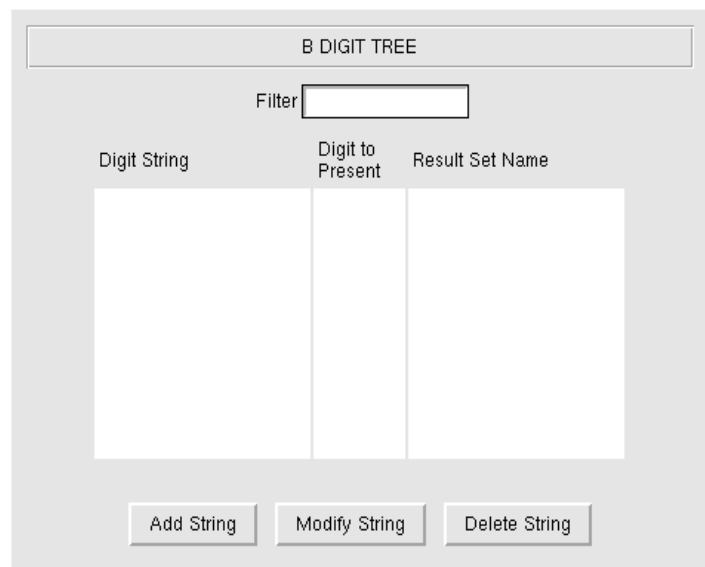 B DIGIT TREE
Filter
Digit String
Digit to
Present
Result Set Name
Add String
Modify String
Delete String